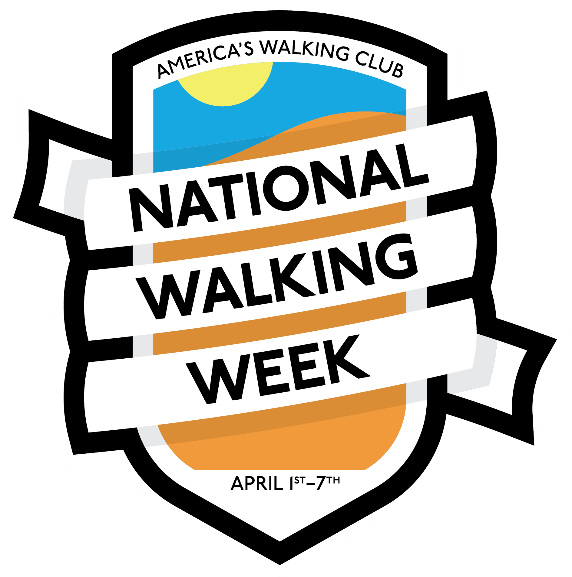 AMERICA'S WALKING CLUB
NATIONAL
WALKING
WEEK
APRIL 1ST–7TH